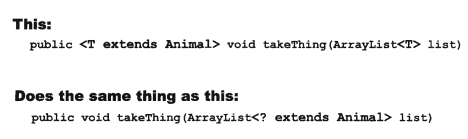 This:
public <T extends Animal> void takeThing(ArrayList<T> list)
Does the same thing as this:
public void takeThing(ArrayList<? extends Animal> list)